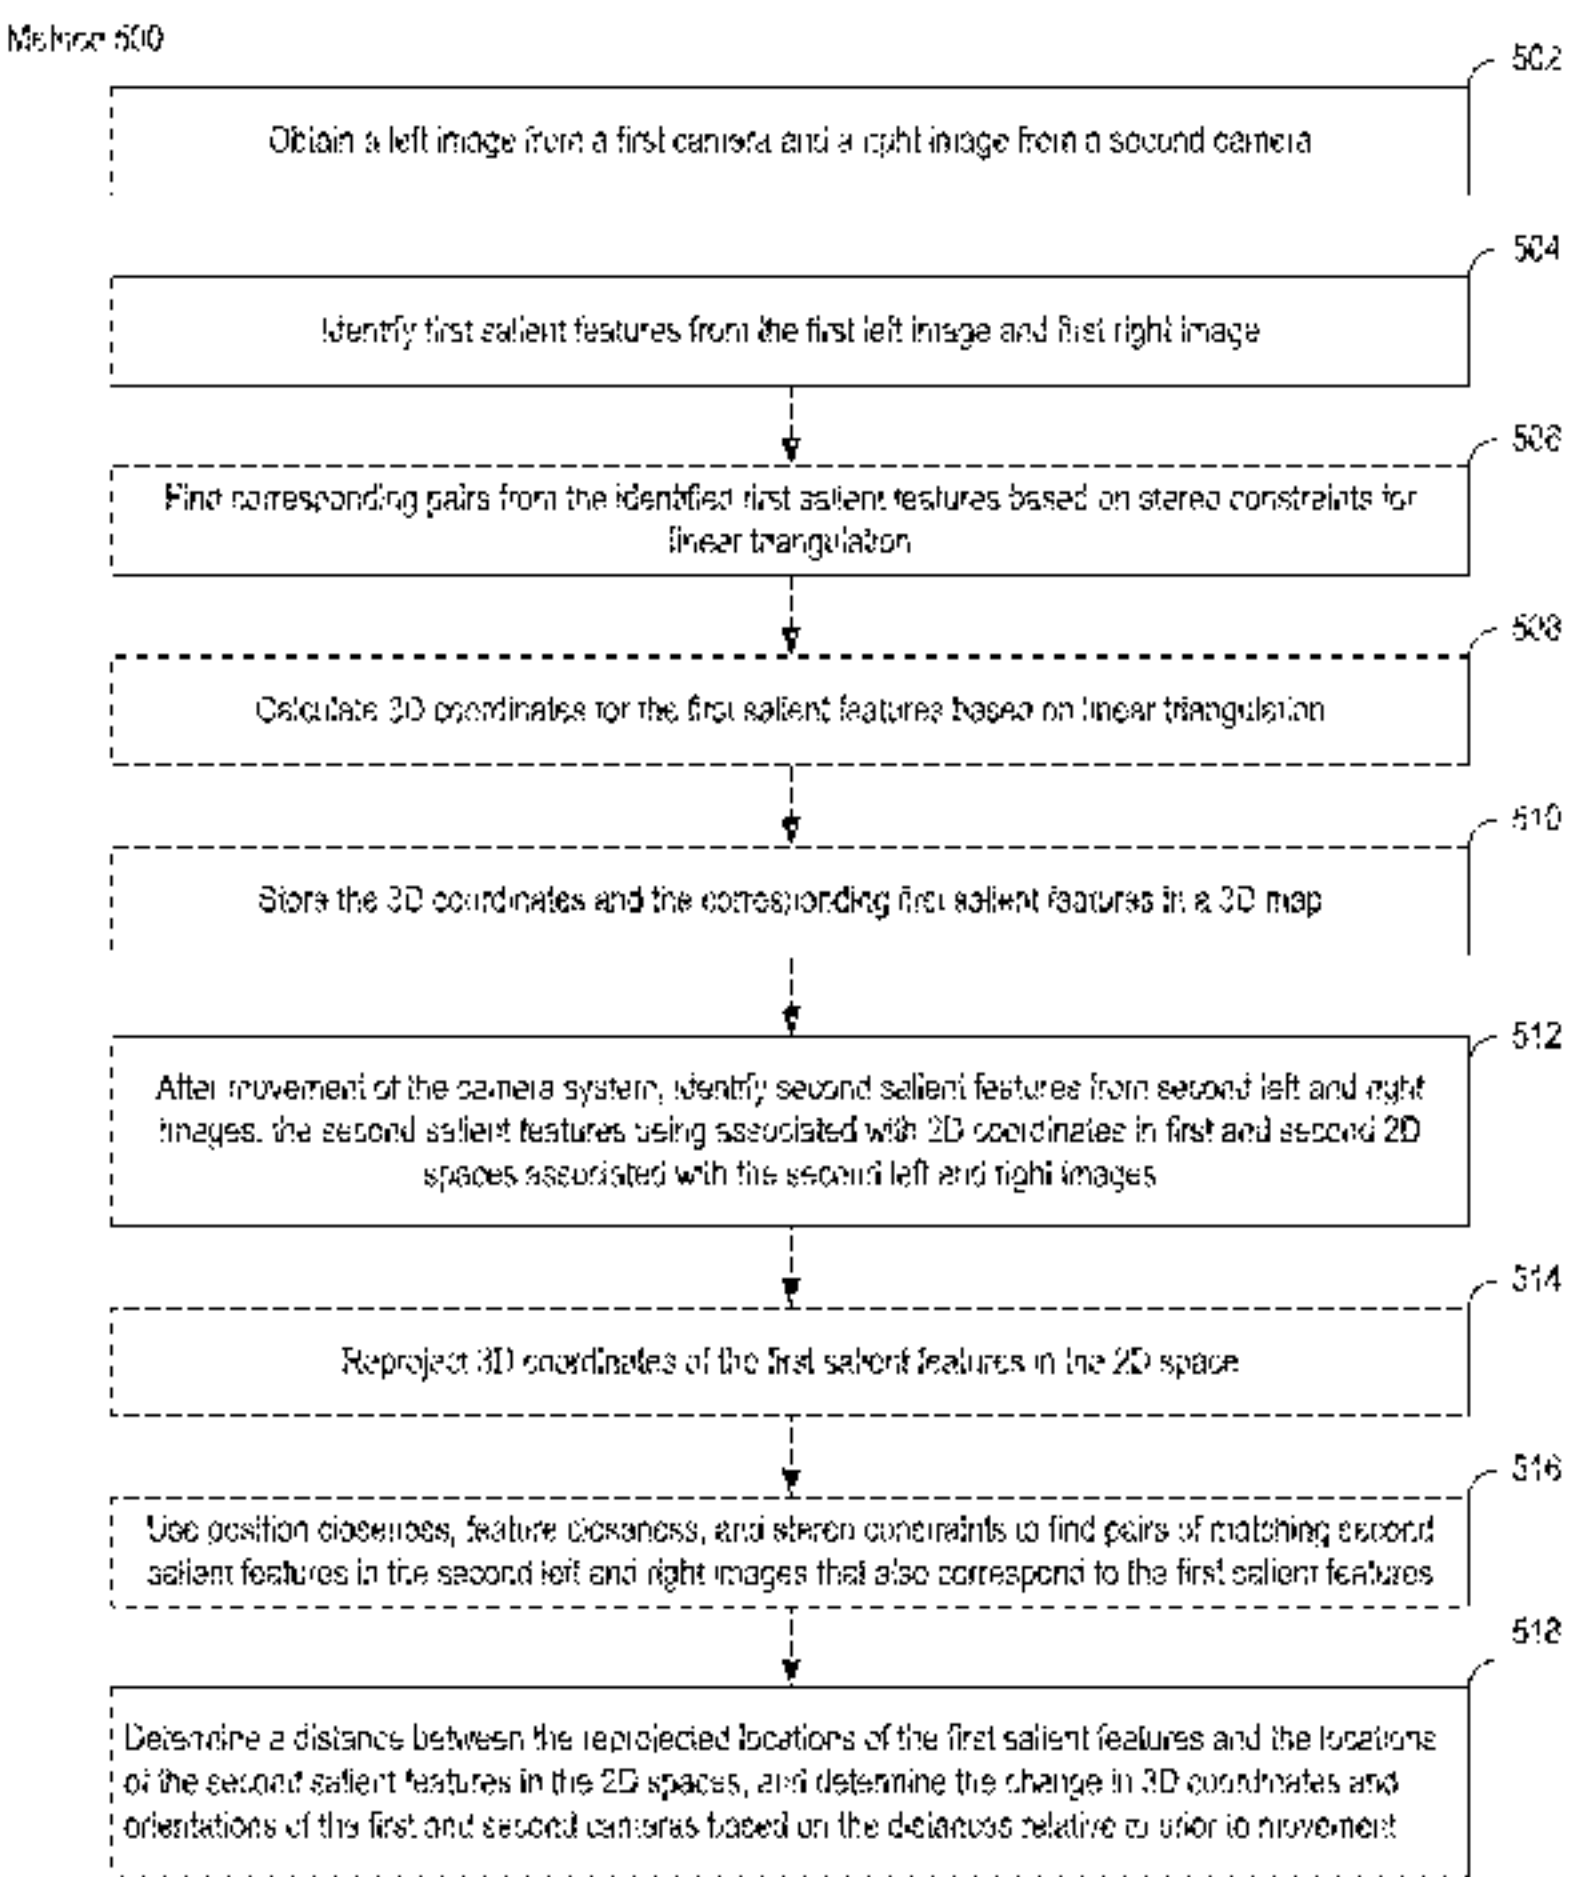 Method 500
502
Obtain a left image from a first camera and a right image from a second camera
504
Identify first salient features from the first left image and first right image
506
Find corresponding pairs from the identified first salient features based on stereo constraints for
linear triangulation
508
Calculate 3D coordinates for the first salient features based on linear triangulation
510
Store the 3D coordinates and the corresponding first salient features in a 3D map
512
After movement of the camera system, identify second salient features from second left and right
images, the second salient features being associated with 2D coordinates in first and second 2D
spaces associated with the second left and right images
514
Reproject 3D coordinates of the first salient features in the 2D space
516
Use position closeness, feature closeness, and stereo constraints to find pairs of matching second
salient features in the second left and right images that also correspond to the first salient features
518
Determine a distance between the reprojected locations of the first salient features and the locations
of the second salient features in the 2D spaces, and determine the change in 3D coordinates and
orientations of the first and second cameras based on the distances relative to prior to movement